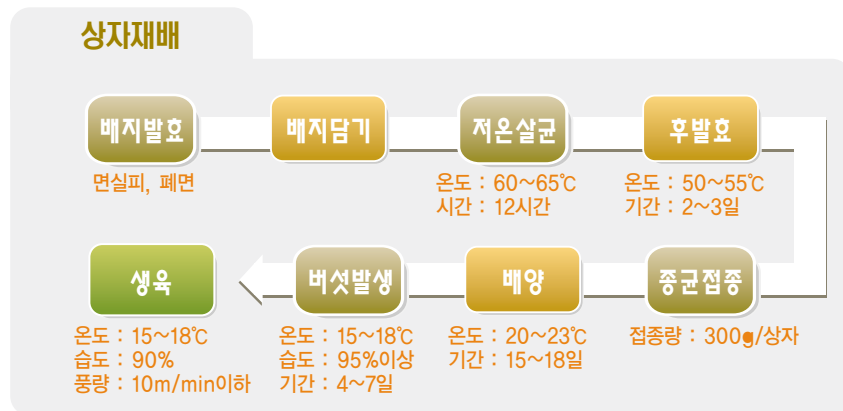 상자재배
배지발효
면실피, 폐면
배지담기
저온살균
온도 : 60~65℃
시간 : 12시간
후발효
온도 : 50~55℃
기간 : 2~3일
종균접종
접종량 : 300g/상자
배양
온도 : 20~23℃
기간 : 15~18일
버섯발생
온도 : 15~18℃
습도 : 95%이상
기간 : 4~7일
생육
온도 : 15~18℃
습도 : 90%
풍량 : 10m/min이하